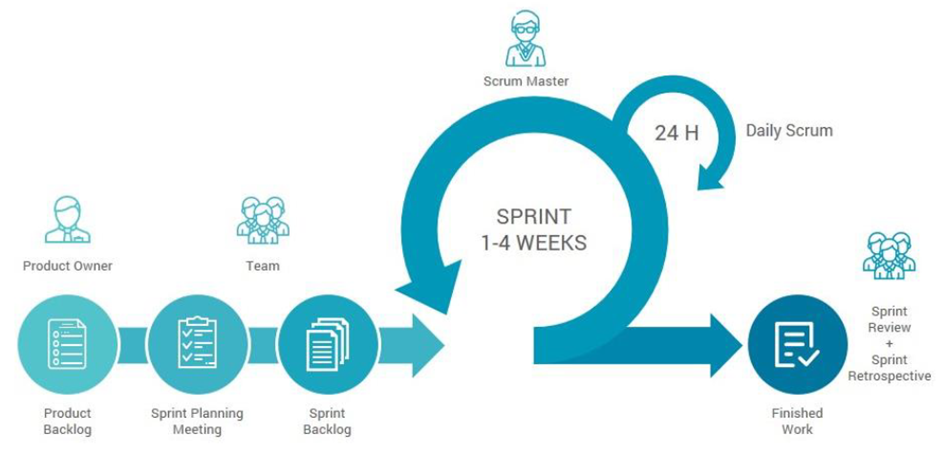 Scrum Master
24 H
Daily Scrum
SPRINT
1-4 WEEKS
Product Owner
Team
Product
Backlog
Sprint Planning
Meeting
Sprint
Backlog
Finished
Work
Sprint
Review
+
Sprint
Retrospective